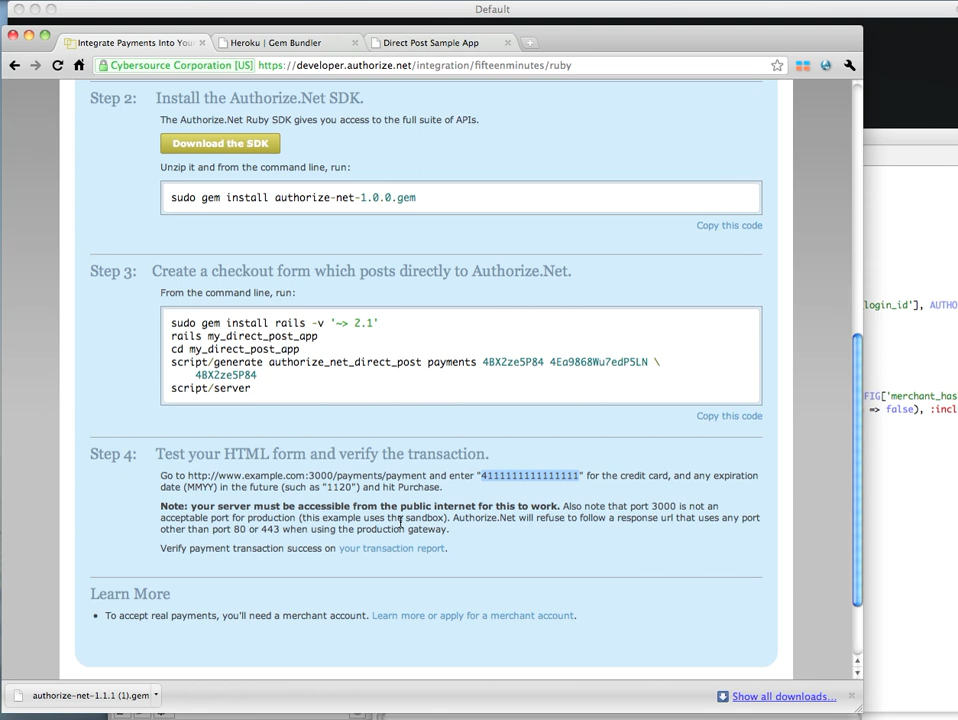 Default
Integrate Payments Into You
Heroku | Gem Bundler
Direct Post Sample App
Cybersource Corporation [US] https://developer.authorize.net/integration/fifteenminutes/ruby
Step 2: Install the Authorize.Net SDK.
The Authorize.Net Ruby SDK gives you access to the full suite of APIs.
Download the SDK
Unzip it and from the command line, run:
sudo gem install authorize-net-1.0.0.gem
Copy this code
Step 3: Create a checkout form which posts directly to Authorize.Net.
From the command line, run:
sudo gem install rails -v '~> 2.1'
rails my_direct_post_app
cd my_direct_post_app
script/generate authorize_net_direct_post payments 4BX2ze5P84 4Ea9868Wu7edP5LN \
4BX2ze5P84
script/server
Copy this code
Step 4: Test your HTML form and verify the transaction.
Go to http://www.example.com:3000/payments/payment and enter "4111111111111111" for the credit card, and any expiration
date (MMYY) in the future (such as "1120") and hit Purchase.
Note: your server must be accessible from the public internet for this to work. Also note that port 3000 is not an
acceptable port for production (this example uses the sandbox). Authorize.Net will refuse to follow a response url that uses any port
other than port 80 or 443 when using the production gateway.
Verify payment transaction success on your transaction report.
Learn More
• To accept real payments, you'll need a merchant account. Learn more or apply for a merchant account.
login_id'], AUTHO
FIG['merchant_has
=> false), :incl
authorize-net-1.1.1 (1).gem
Show all downloads...